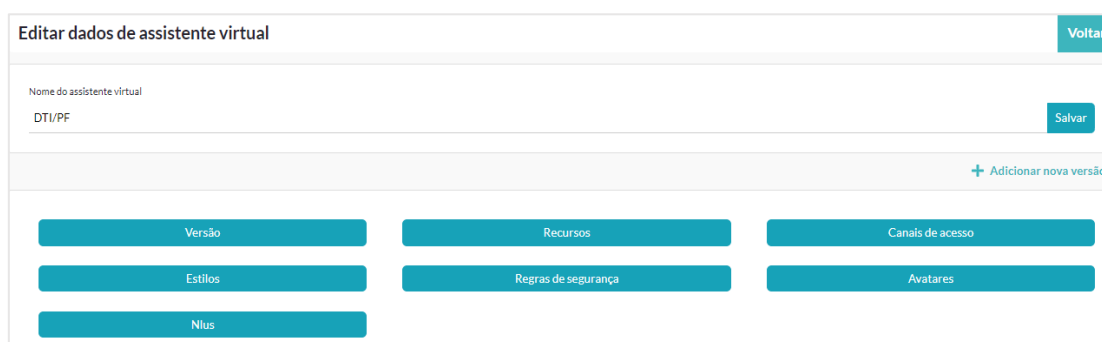 Editar dados de assistente virtual
Voltar
Nome do assistente virtual
DTI/PF
Salvar
+ Adicionar nova versão
Versão
Recursos
Canais de acesso
Estilos
Regras de segurança
Avatares
Nlus